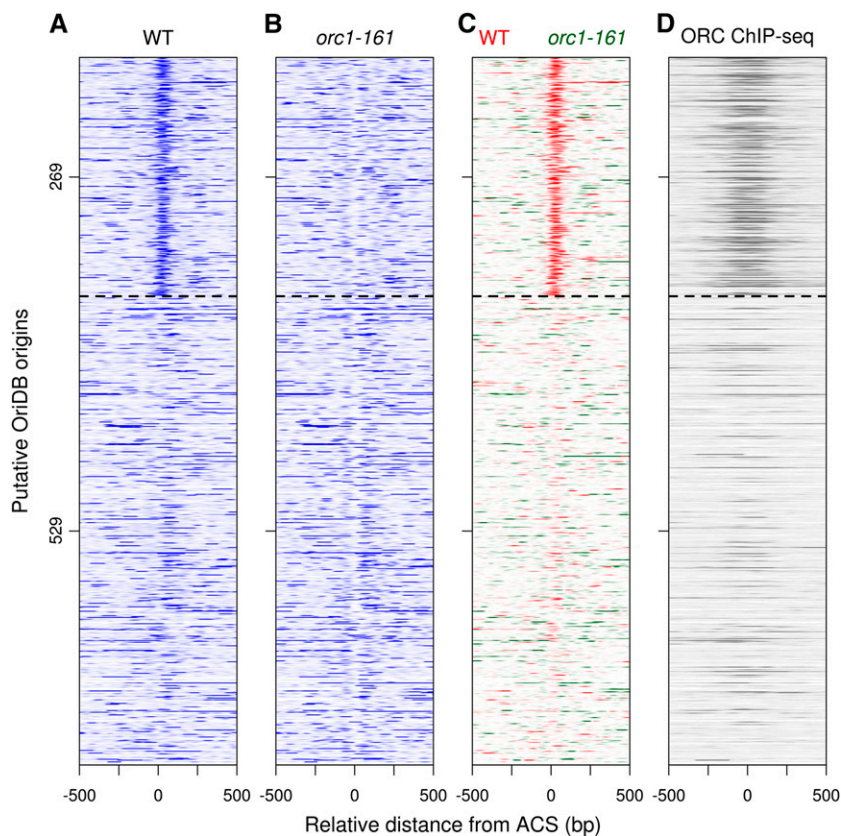 A WT
B orc1-161
C WT orc1-161
D ORC ChIP-seq
Putative OriDB origins
269
529
-500 0 500
-500 0 500
-500 0 500
-500 0 500
Relative distance from ACS (bp)